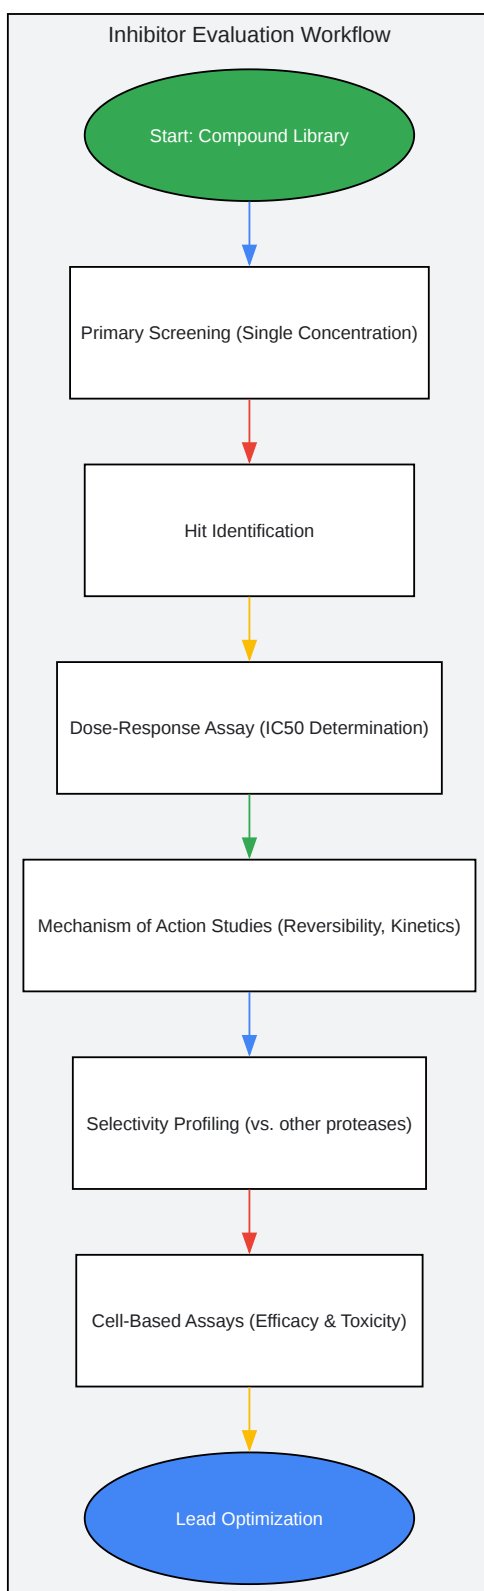 Inhibitor Evaluation Workflow
Start: Compound Library
Primary Screening (Single Concentration)
Hit Identification
Dose-Response Assay (IC50 Determination)
Mechanism of Action Studies (Reversibility, Kinetics)
Selectivity Profiling (vs. other proteases)
Cell-Based Assays (Efficacy & Toxicity)
Lead Optimization